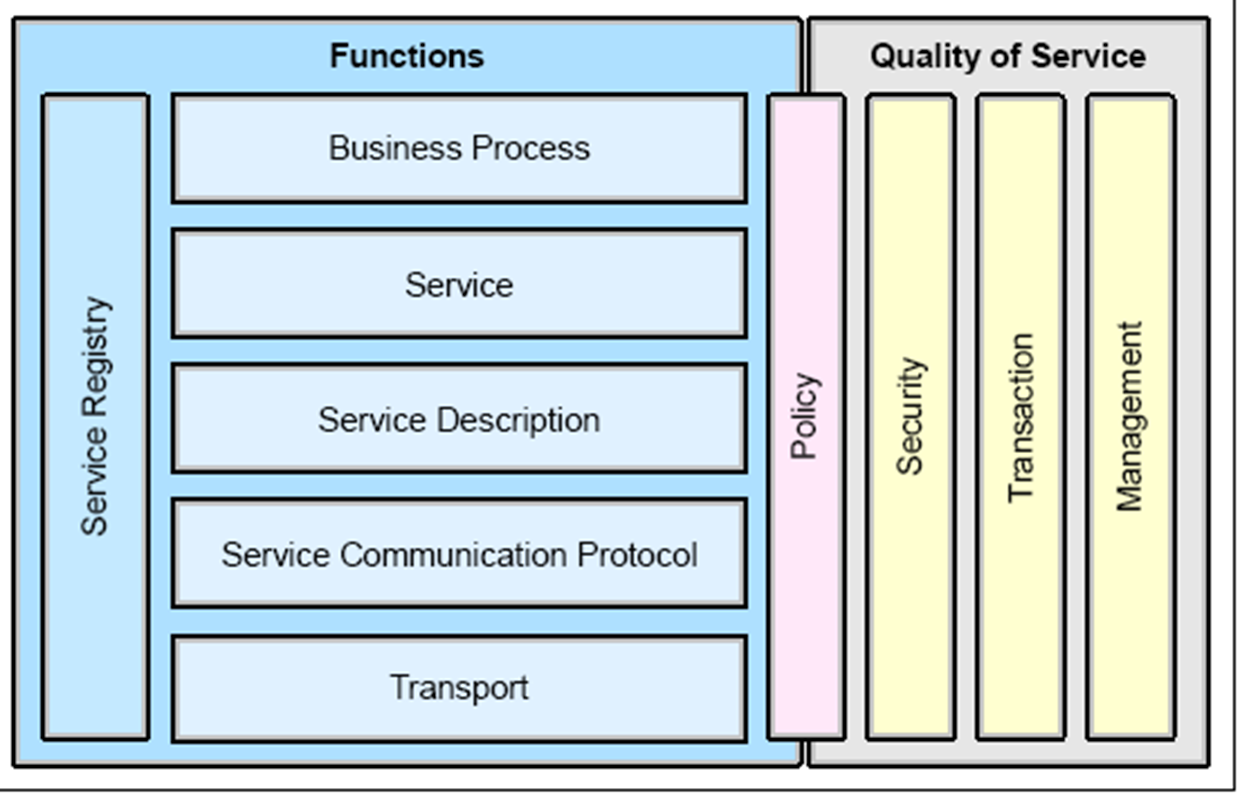 Functions
Quality of Service
Service Registry
Business Process
Service
Service Description
Service Communication Protocol
Transport
Policy
Security
Transaction
Management